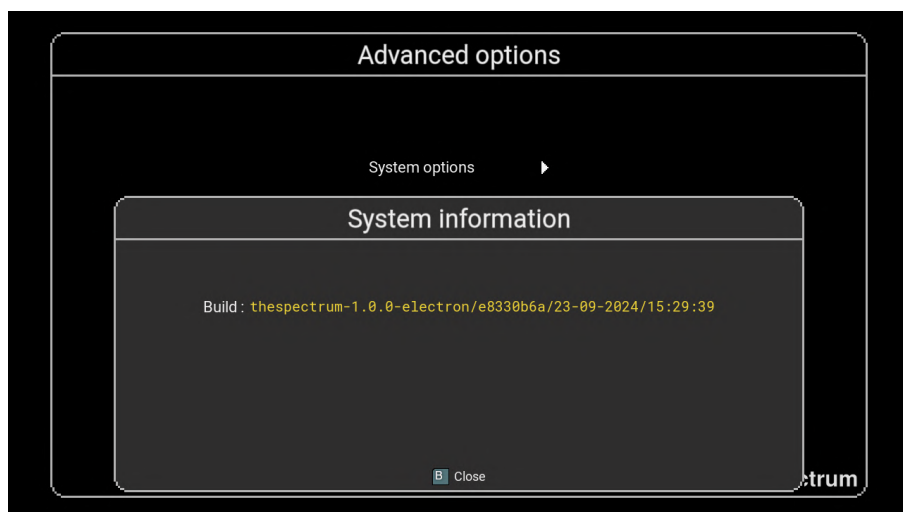 Advanced options
System options
System information
Build : thespectrum-1.0.0-electron/e8330b6a/23-09-2024/15:29:39
B Close